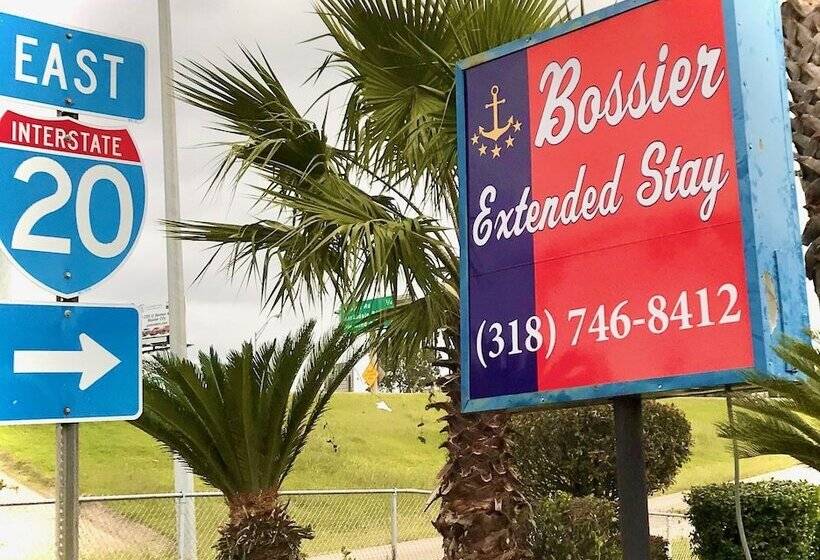 EAST
INTERSTATE
20
Bossier
Extended Stay
(318) 746-8412